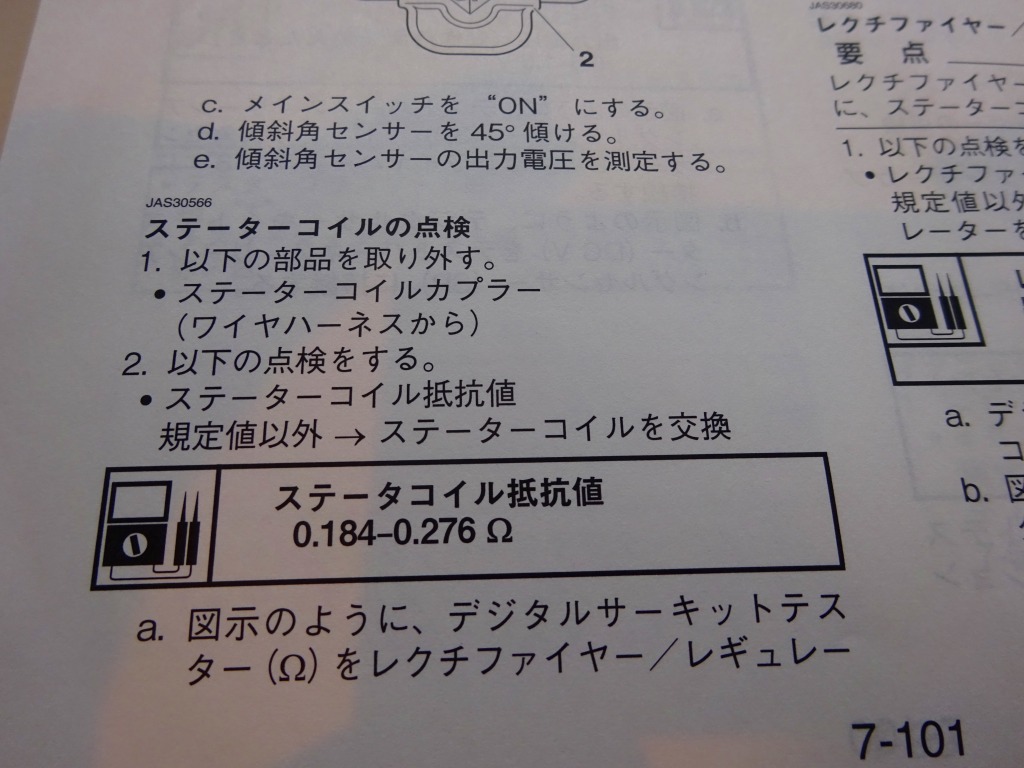 2
c. メインスイッチを “ON” にする。
d. 傾斜角センサーを 45° 傾ける。
e. 傾斜角センサーの出力電圧を測定する。
JAS30566
ステーターコイルの点検
1. 以下の部品を取り外す。
• ステーターコイルカプラー
(ワイヤハーネスから)
2. 以下の点検をする。
• ステーターコイル抵抗値
規定値以外 → ステーターコイルを交換
ステータコイル抵抗値
0.184–0.276 Ω
a. 図示のように、デジタルサーキットテス
ター(Ω)をレクチファイヤー／レギュレー
JAS30680
レクチファイヤー／
要 点
レクチファイヤー
に、ステーターコ
1. 以下の点検を
• レクチファイ
規定値以外
レーターを
a. デ
コ
b. 図
7-101